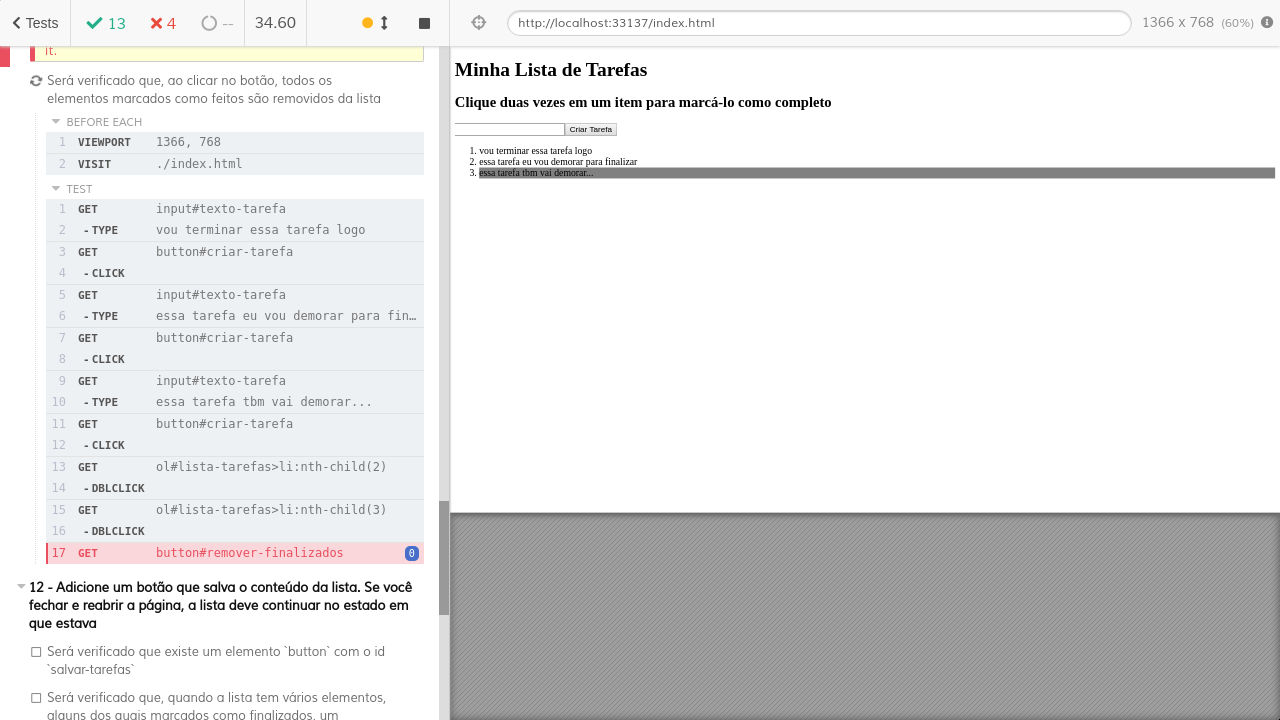 Tests
13
4
--
34.60
http://localhost:33137/index.html
1366 x 768 (60%)
it.
Será verificado que, ao clicar no botão, todos os
elementos marcados como feitos são removidos da lista
BEFORE EACH
1 VIEWPORT 1366, 768
2 VISIT ./index.html
TEST
1 GET input#texto-tarefa
2 -TYPE vou terminar essa tarefa logo
3 GET button#criar-tarefa
4 -CLICK
5 GET input#texto-tarefa
6 -TYPE essa tarefa eu vou demorar para fin…
7 GET button#criar-tarefa
8 -CLICK
9 GET input#texto-tarefa
10 -TYPE essa tarefa tbm vai demorar...
11 GET button#criar-tarefa
12 -CLICK
13 GET ol#lista-tarefas>li:nth-child(2)
14 -DBLCLICK
15 GET ol#lista-tarefas>li:nth-child(3)
16 -DBLCLICK
17 GET button#remover-finalizados 0
12 - Adicione um botão que salva o conteúdo da lista. Se você
fechar e reabrir a página, a lista deve continuar no estado em
que estava
Será verificado que existe um elemento `button` com o id
`salvar-tarefas`
Será verificado que, quando a lista tem vários elementos,
alguns dos quais marcados como finalizados, um
Minha Lista de Tarefas
Clique duas vezes em um item para marcá-lo como completo
Criar Tarefa
1. vou terminar essa tarefa logo
2. essa tarefa eu vou demorar para finalizar
3. essa tarefa tbm vai demorar...